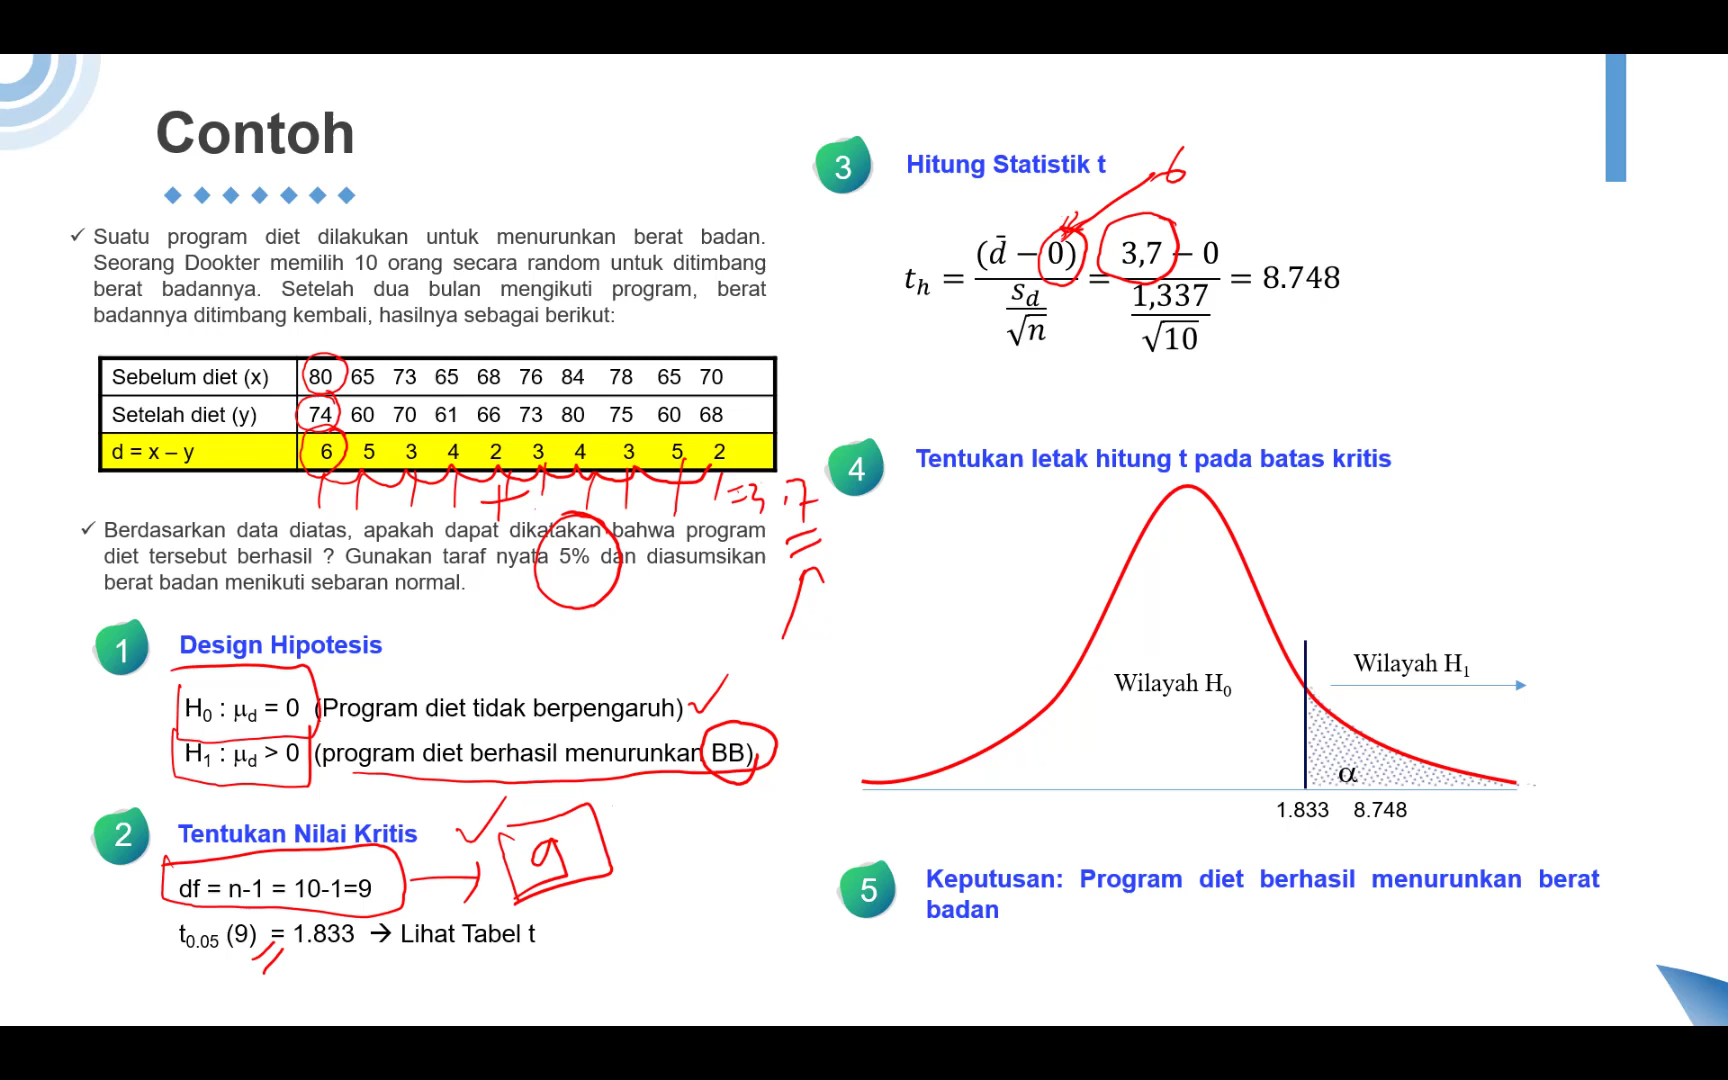 Contoh
✓ Suatu program diet dilakukan untuk menurunkan berat badan.
Seorang Dookter memilih 10 orang secara random untuk ditimbang
berat badannya. Setelah dua bulan mengikuti program, berat
badannya ditimbang kembali, hasilnya sebagai berikut:
Sebelum diet (x) 80 65 73 65 68 76 84 78 65 70
Setelah diet (y) 74 60 70 61 66 73 80 75 60 68
d = x – y 6 5 3 4 2 3 4 3 5 2
= 3,7
✓ Berdasarkan data diatas, apakah dapat dikatakan bahwa program
diet tersebut berhasil ? Gunakan taraf nyata 5% dan diasumsikan
berat badan menikuti sebaran normal.
1 Design Hipotesis
H₀ : μd = 0 (Program diet tidak berpengaruh)
H₁ : μd > 0 (program diet berhasil menurunkan BB)
2 Tentukan Nilai Kritis
df = n-1 = 10-1=9
9
t0.05 (9) = 1.833 → Lihat Tabel t
3 Hitung Statistik t
6
t_h = (d̄ − 0) / (s_d / √n) = (3,7 − 0) / (1,337 / √10) = 8.748
4 Tentukan letak hitung t pada batas kritis
Wilayah H₁
Wilayah H₀
α
1.833 8.748
5 Keputusan: Program diet berhasil menurunkan berat
badan